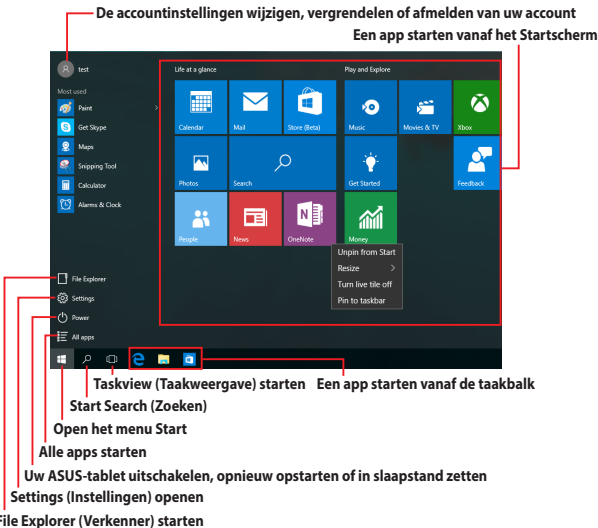 De accountinstellingen wijzigen, vergrendelen of afmelden van uw account
Een app starten vanaf het Startscherm
test
Life at a glance
Play and Explore
Most used
Paint
Get Skype
Maps
Snipping Tool
Calculator
Alarms & Clock
Calendar
Mail
Store (Beta)
Music
Movies & TV
Xbox
Photos
Search
Get Started
Feedback
People
News
OneNote
Money
Unpin from Start
Resize
Turn live tile off
Pin to taskbar
File Explorer
Settings
Power
All apps
Taskview (Taakweergave) starten
Een app starten vanaf de taakbalk
Start Search (Zoeken)
Open het menu Start
Alle apps starten
Uw ASUS-tablet uitschakelen, opnieuw opstarten of in slaapstand zetten
Settings (Instellingen) openen
File Explorer (Verkenner) starten